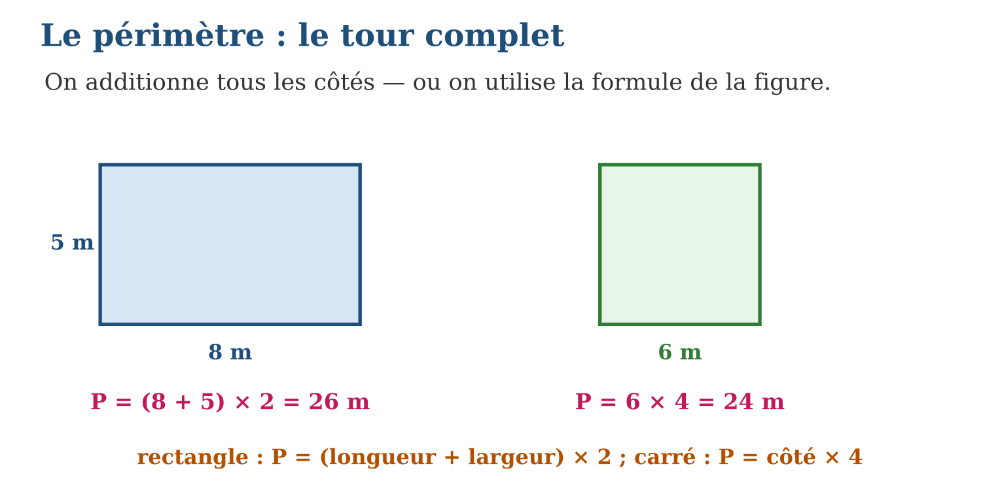 Le périmètre : le tour complet
On additionne tous les côtés — ou on utilise la formule de la figure.
5 m
8 m
6 m
P = (8 + 5) × 2 = 26 m
P = 6 × 4 = 24 m
rectangle : P = (longueur + largeur) × 2 ; carré : P = côté × 4